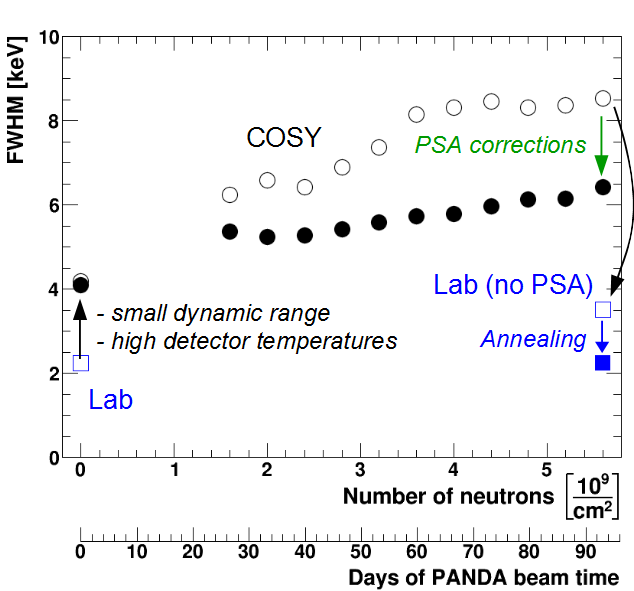 FWHM [keV]
10
8
6
4
2
0
COSY
PSA corrections
Lab (no PSA)
- small dynamic range
- high detector temperatures
Annealing
Lab
0 1 2 3 4 5
Number of neutrons [10⁹/cm²]
0 10 20 30 40 50 60 70 80 90
Days of PANDA beam time